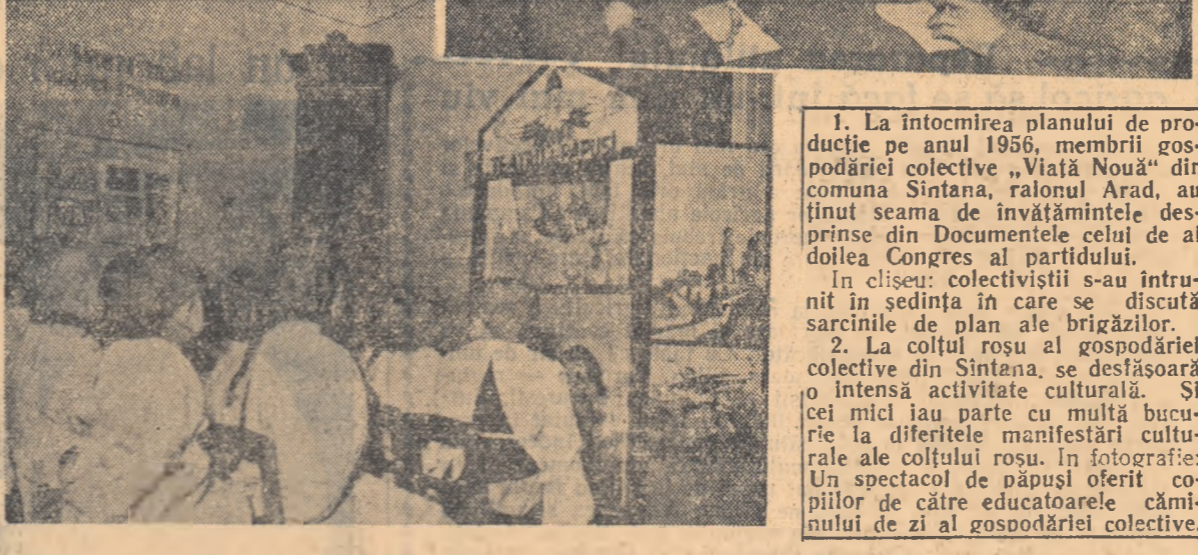 TEATRU DE PAPUSI
1. La întocmirea planului de pro-
ducție pe anul 1956, membrii gos-
podăriei colective „Viață Nouă“ din
comuna Sîntana, raionul Arad, au
ținut seama de învățămintele des-
prinse din Documentele celui de al
doilea Congres al partidului.
In clișeu: colectiviștii s-au întru-
nit în ședința în care se discută
sarcinile de plan ale brigăzilor.
2. La colțul roșu al gospodăriei
colective din Sîntana, se desfășoară
o intensă activitate culturală. Și
cei mici iau parte cu multă bucu-
rie la diferitele manifestări cultu-
rale ale colțului roșu. In fotografie:
Un spectacol de păpuși oferit co-
piilor de către educatoarele cămi-
nului de zi al gospodăriei colective.